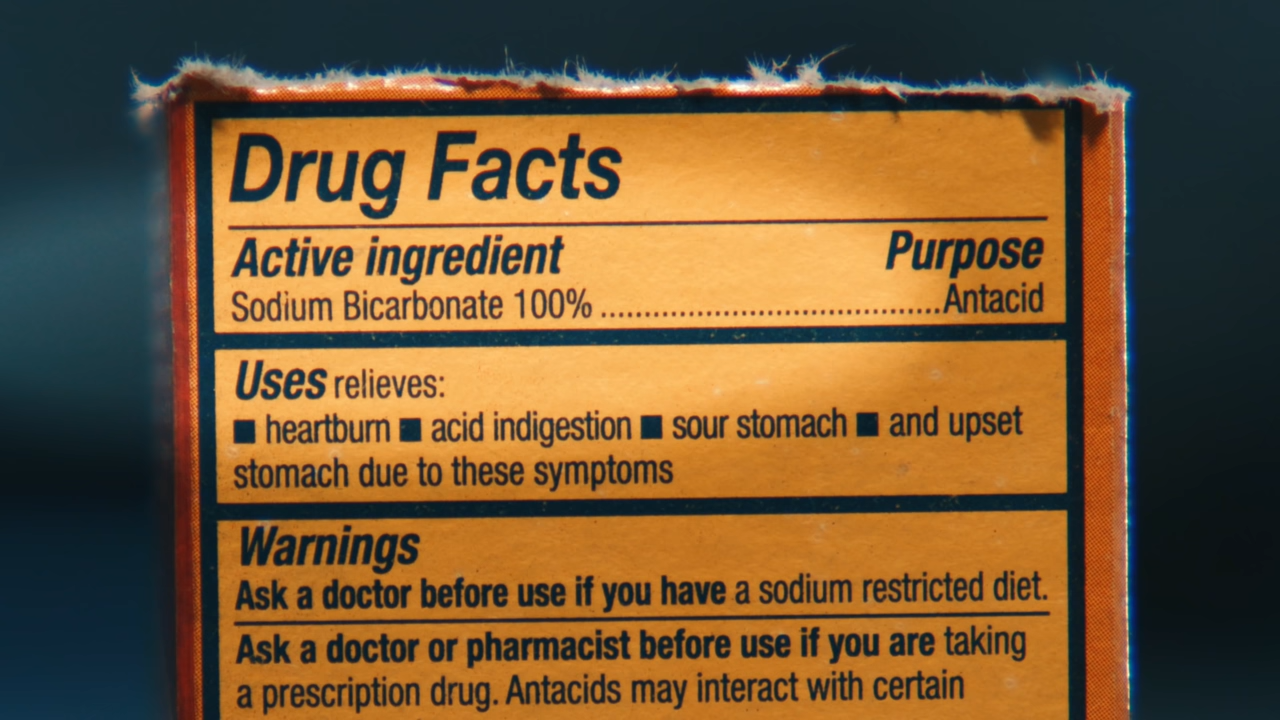 Drug Facts
Active ingredient Purpose
Sodium Bicarbonate 100% ......................................Antacid
Uses relieves:
■ heartburn ■ acid indigestion ■ sour stomach ■ and upset
stomach due to these symptoms
Warnings
Ask a doctor before use if you have a sodium restricted diet.
Ask a doctor or pharmacist before use if you are taking
a prescription drug. Antacids may interact with certain